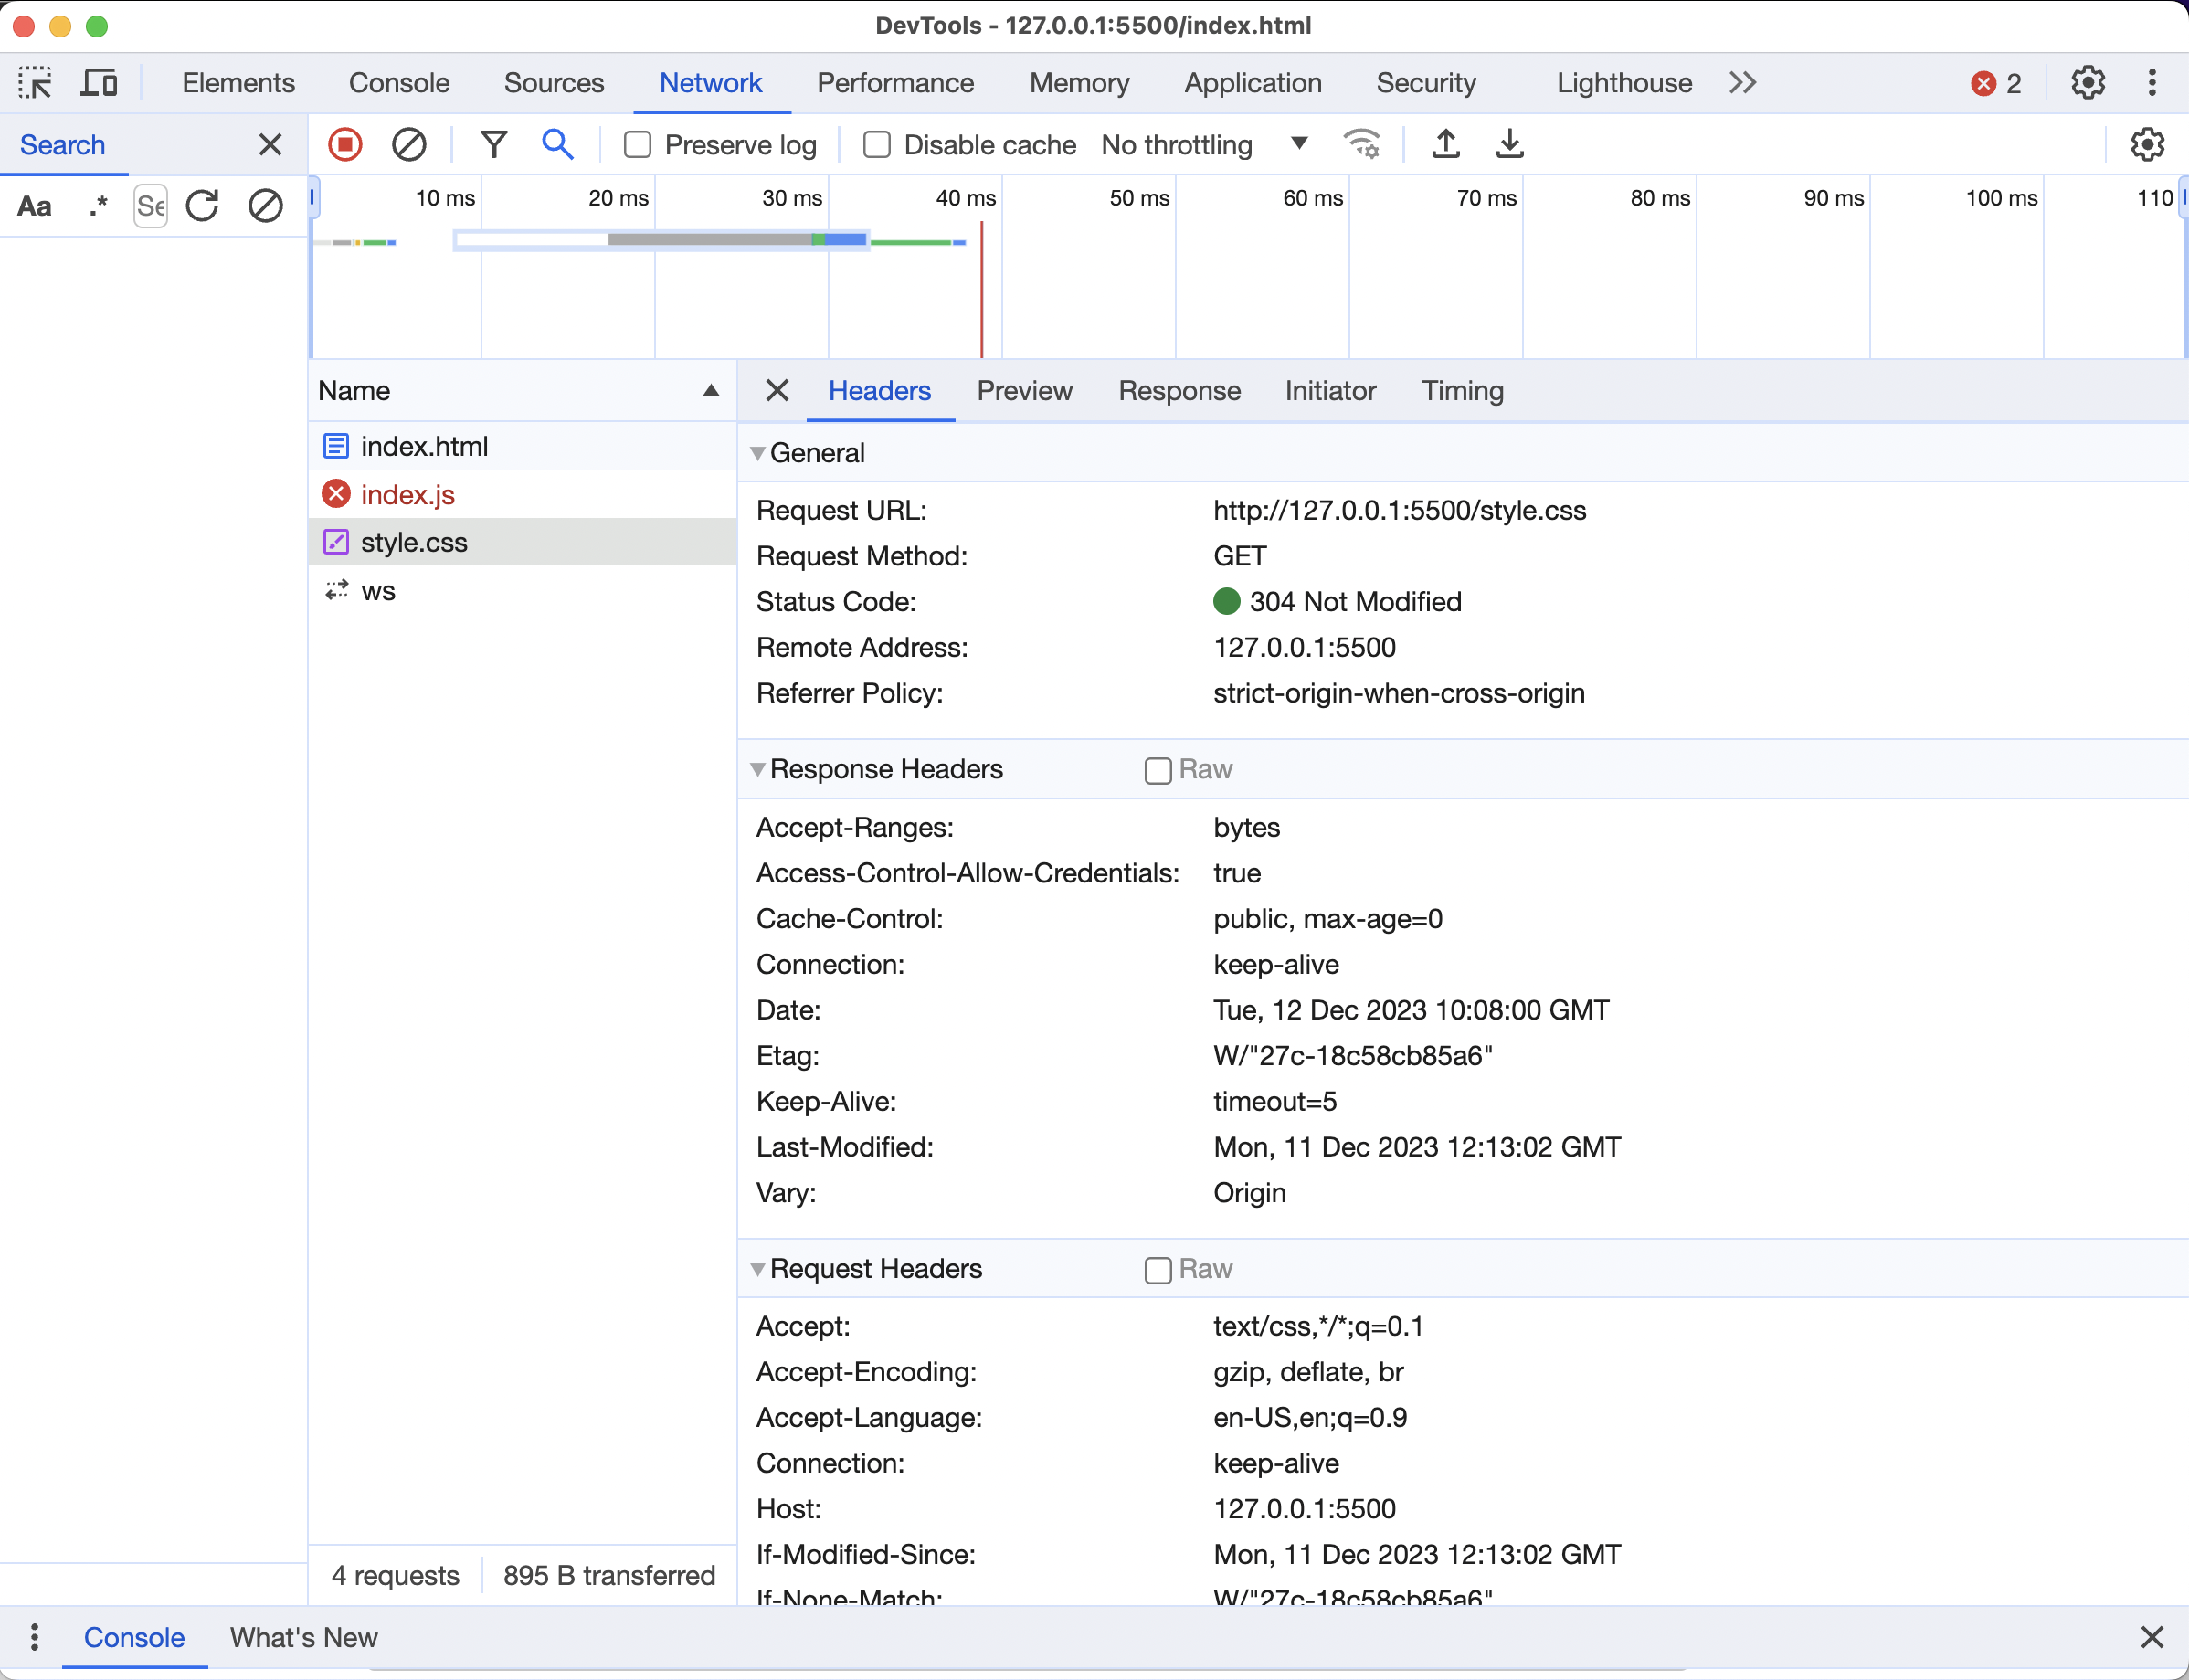 DevTools - 127.0.0.1:5500/index.html
Elements Console Sources Network Performance Memory Application Security Lighthouse 2
Search Preserve log Disable cache No throttling
Aa .* Se
10 ms 20 ms 30 ms 40 ms 50 ms 60 ms 70 ms 80 ms 90 ms 100 ms 110
Name
index.html
index.js
style.css
ws
4 requests 895 B transferred
Headers Preview Response Initiator Timing
General
Request URL: http://127.0.0.1:5500/style.css
Request Method: GET
Status Code: 304 Not Modified
Remote Address: 127.0.0.1:5500
Referrer Policy: strict-origin-when-cross-origin
Response Headers Raw
Accept-Ranges: bytes
Access-Control-Allow-Credentials: true
Cache-Control: public, max-age=0
Connection: keep-alive
Date: Tue, 12 Dec 2023 10:08:00 GMT
Etag: W/"27c-18c58cb85a6"
Keep-Alive: timeout=5
Last-Modified: Mon, 11 Dec 2023 12:13:02 GMT
Vary: Origin
Request Headers Raw
Accept: text/css,*/*;q=0.1
Accept-Encoding: gzip, deflate, br
Accept-Language: en-US,en;q=0.9
Connection: keep-alive
Host: 127.0.0.1:5500
If-Modified-Since: Mon, 11 Dec 2023 12:13:02 GMT
If-None-Match: W/"27c-18c58cb85a6"
Console What's New